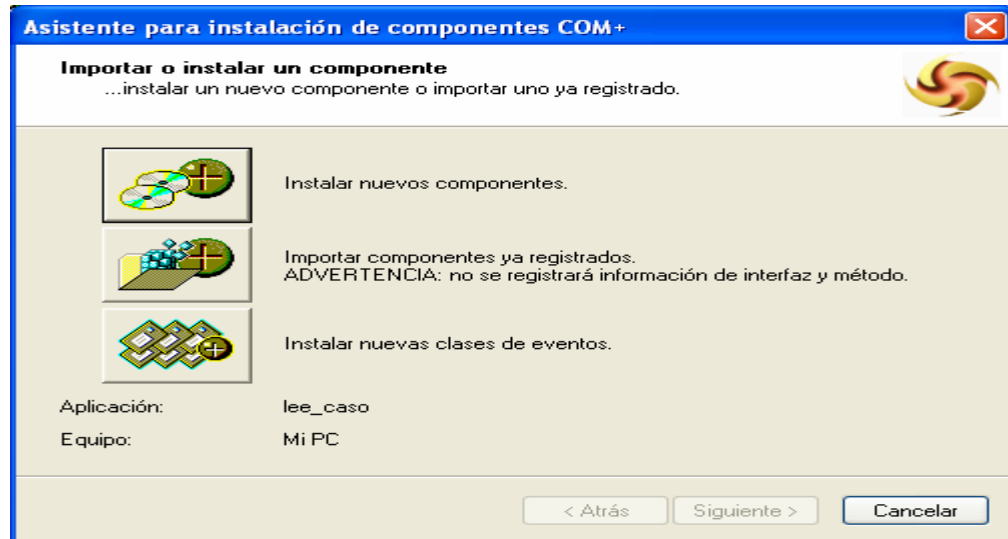 Asistente para instalación de componentes COM+
Importar o instalar un componente
...instalar un nuevo componente o importar uno ya registrado.
Instalar nuevos componentes.
Importar componentes ya registrados.
ADVERTENCIA: no se registrará información de interfaz y método.
Instalar nuevas clases de eventos.
Aplicación: lee_caso
Equipo: Mi PC
< Atrás Siguiente > Cancelar